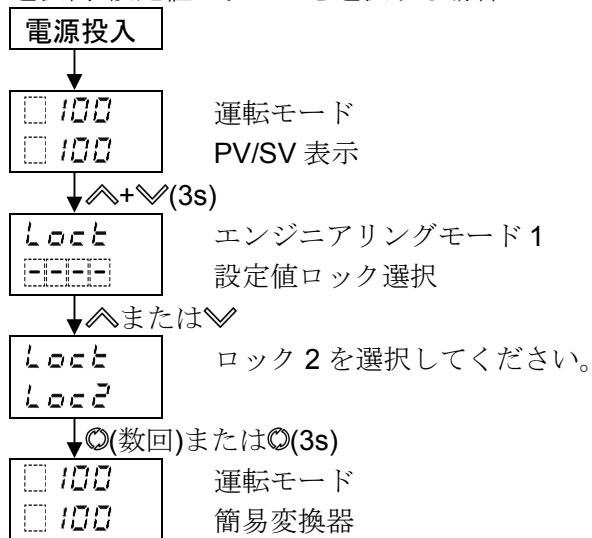 電源投入
100 運転モード
100 PV/SV 表示
+ (3s)
Lock エンジニアリングモード 1
---- 設定値ロック選択
または
Lock ロック 2 を選択してください。
Loc2
(数回)または (3s)
100 運転モード
100 簡易変換器